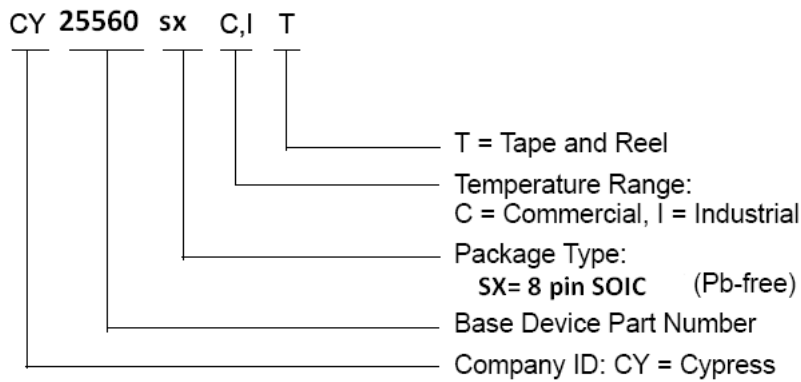 CY 25560 sx C,I T
T = Tape and Reel
Temperature Range:
C = Commercial, I = Industrial
Package Type:
SX= 8 pin SOIC (Pb-free)
Base Device Part Number
Company ID: CY = Cypress